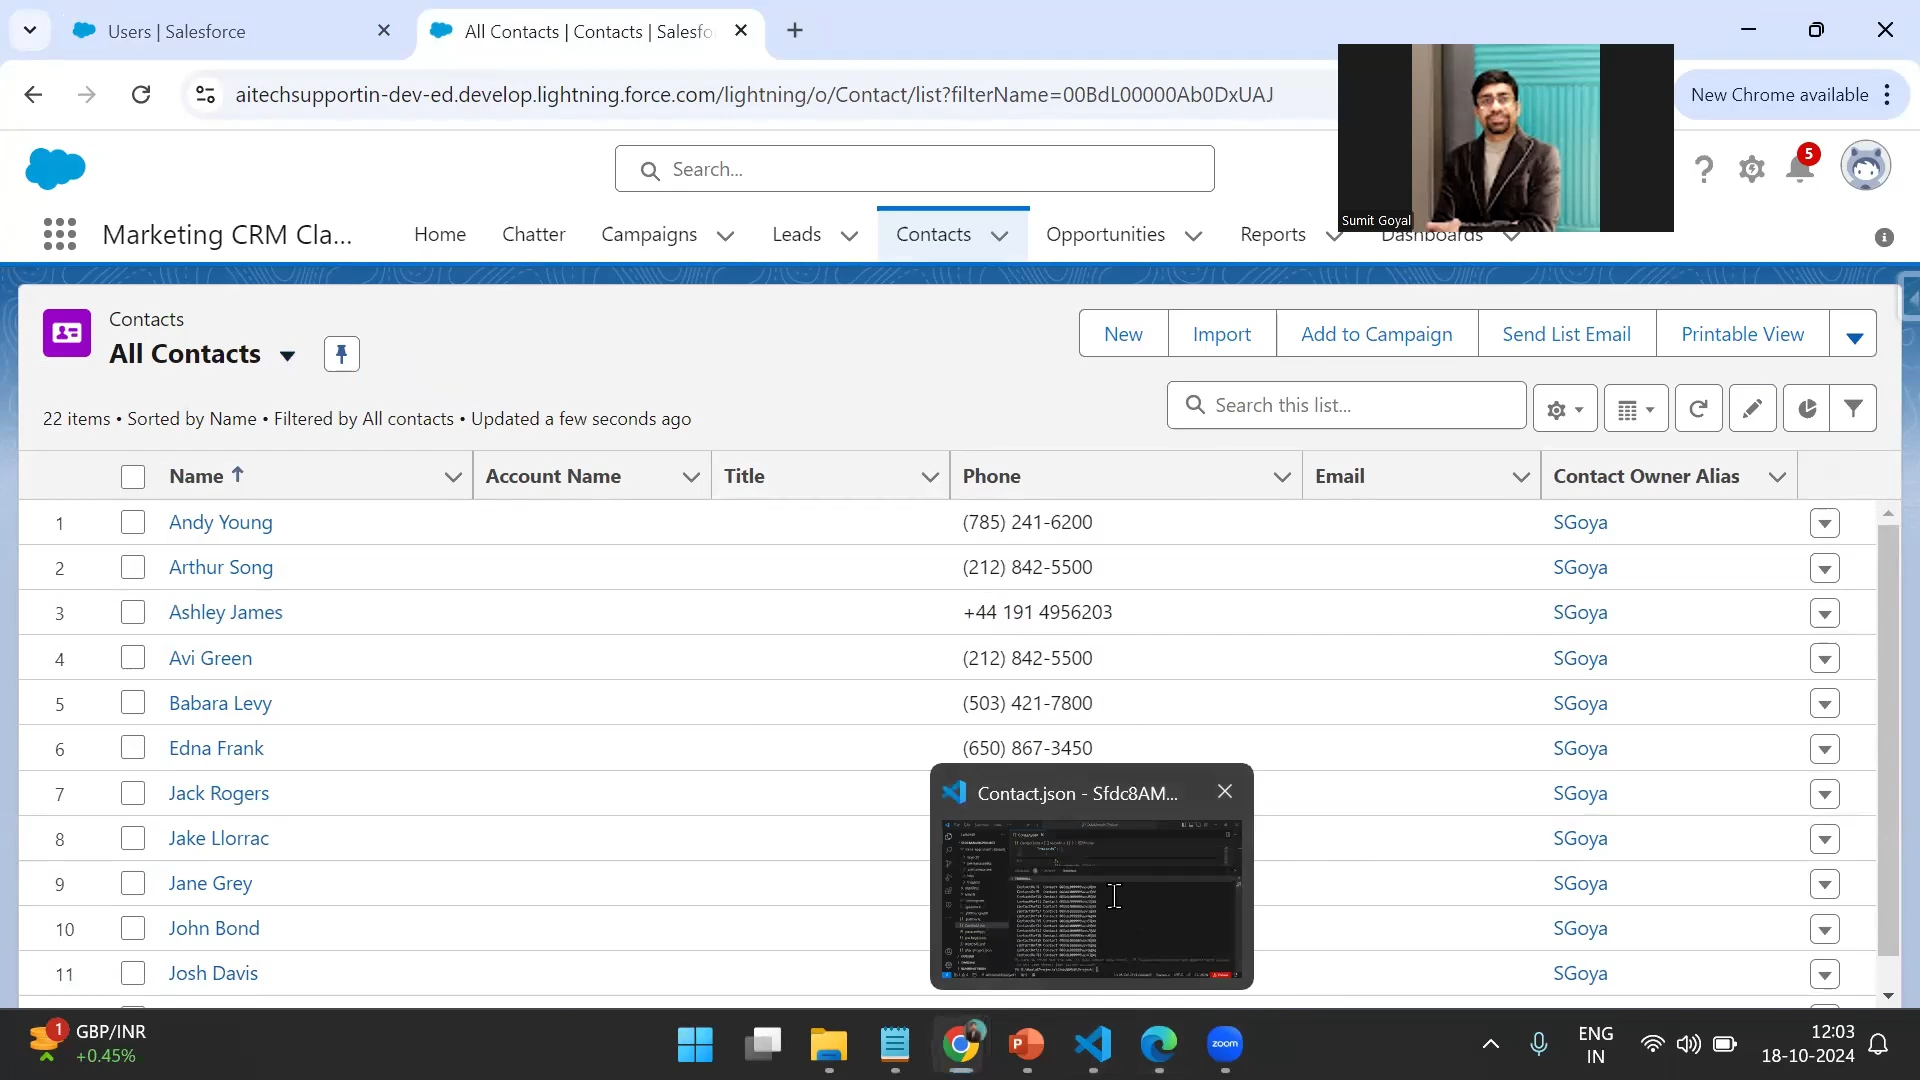 Users | Salesforce
All Contacts | Contacts | Salesfo
aitechsupportin-dev-ed.develop.lightning.force.com/lightning/o/Contact/list?filterName=00BdL00000Ab0DxUAJ
New Chrome available
Search...
5
Sumit Goyal
Marketing CRM Cla...
Home
Chatter
Campaigns
Leads
Contacts
Opportunities
Reports
Dashboards
Contacts
All Contacts
New
Import
Add to Campaign
Send List Email
Printable View
22 items • Sorted by Name • Filtered by All contacts • Updated a few seconds ago
Search this list...
Name Account Name Title Phone Email Contact Owner Alias
1 Andy Young (785) 241-6200 SGoya
2 Arthur Song (212) 842-5500 SGoya
3 Ashley James +44 191 4956203 SGoya
4 Avi Green (212) 842-5500 SGoya
5 Babara Levy (503) 421-7800 SGoya
6 Edna Frank (650) 867-3450 SGoya
7 Jack Rogers SGoya
8 Jake Llorrac SGoya
9 Jane Grey SGoya
10 John Bond SGoya
11 Josh Davis SGoya
Contact.json - Sfdc8AM...
1
GBP/INR
+0.45%
zoom
ENG
IN
12:03
18-10-2024